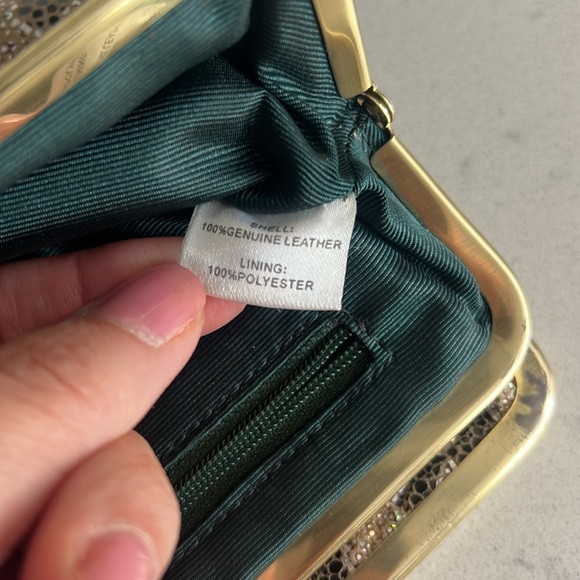 SHELL:
100%GENUINE LEATHER
LINING:
100%POLYESTER